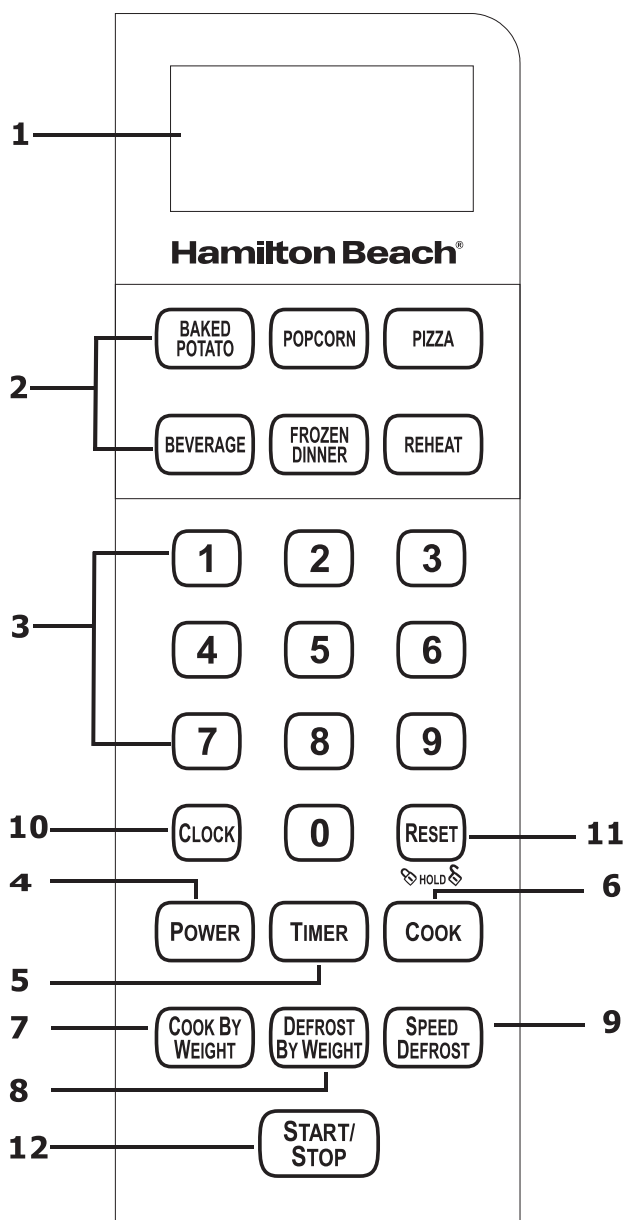 1
Hamilton Beach®
BAKED POTATO
POPCORN
PIZZA
2
BEVERAGE
FROZEN DINNER
REHEAT
1 2 3
3
4 5 6
7 8 9
10
CLOCK
0
RESET
11
HOLD
4
6
POWER
TIMER
COOK
5
7
COOK BY WEIGHT
DEFROST BY WEIGHT
SPEED DEFROST
9
8
12
START/
STOP